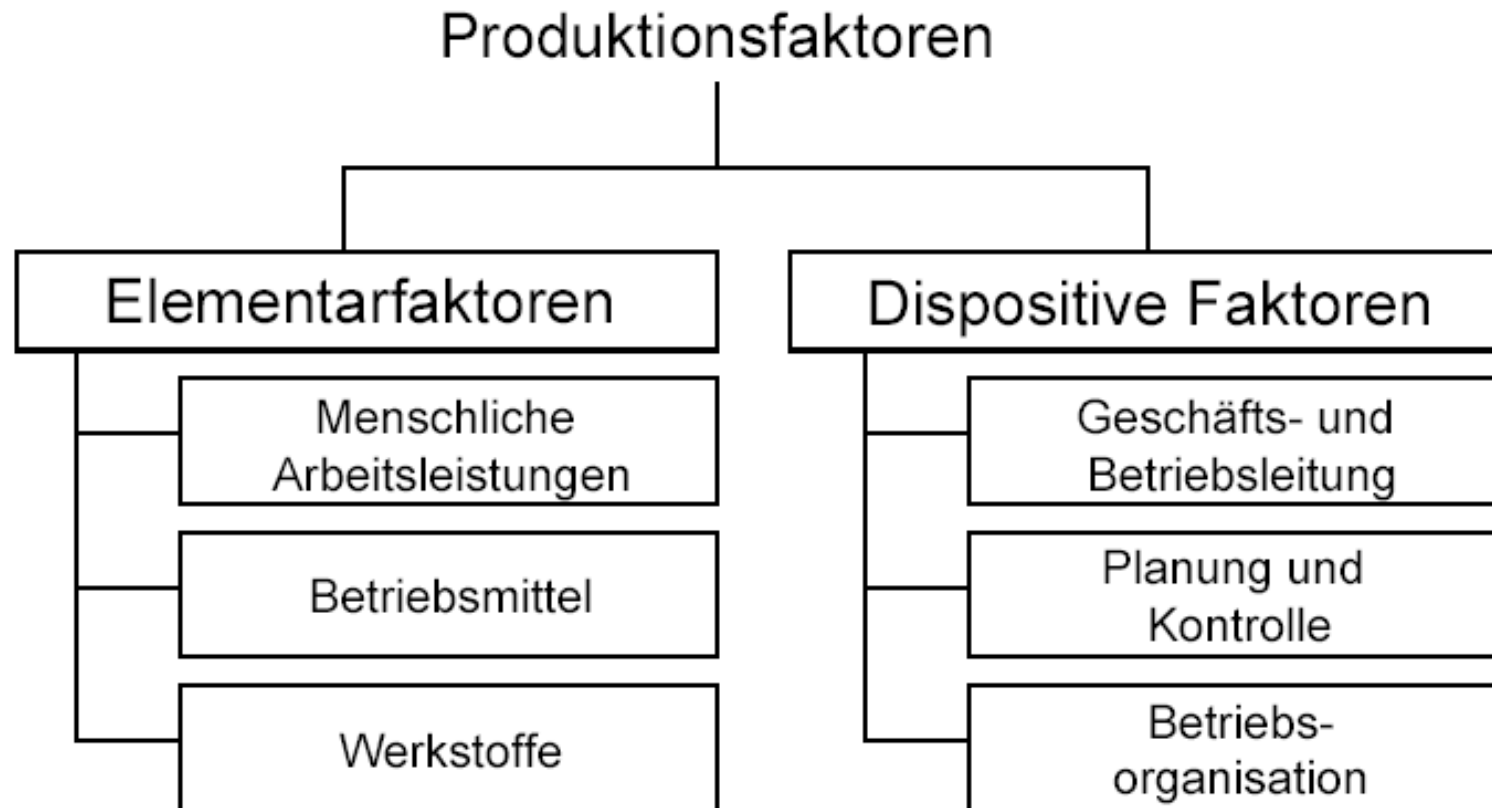 Produktionsfaktoren
Elementarfaktoren
Menschliche
Arbeitsleistungen
Betriebsmittel
Werkstoffe
Dispositive Faktoren
Geschäfts- und
Betriebsleitung
Planung und
Kontrolle
Betriebs-
organisation